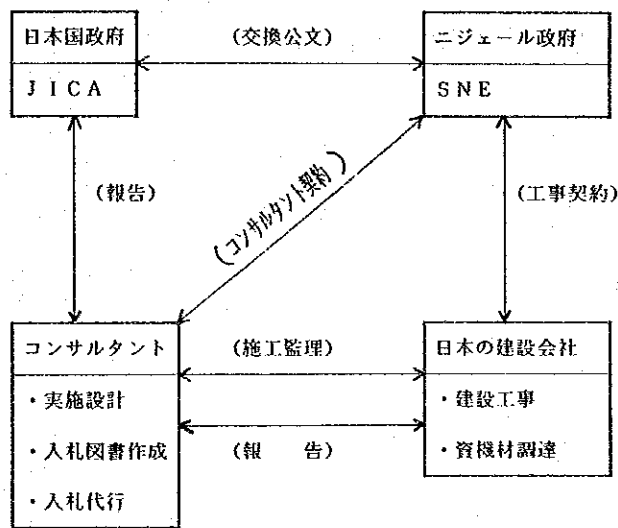 日本国政府
(交換公文)
ニジェール政府
JICA
SNE
(報告)
(コンサルタント契約)
(工事契約)
コンサルタント
(施工監理)
日本の建設会社
・実施設計
・建設工事
・入札図書作成
(報　告)
・資機材調達
・入札代行